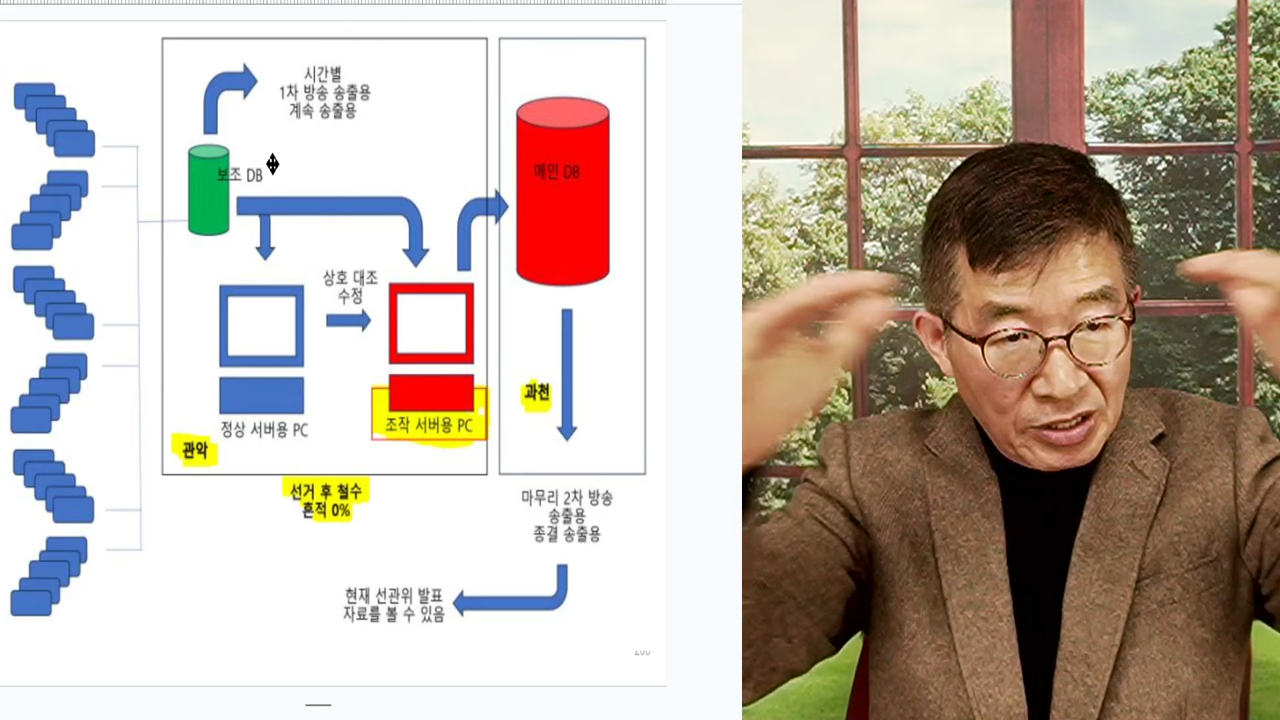 시간별
1차 방송 송출용
계속 송출용
보조 DB
메인 DB
상호 대조
수정
정상 서버용 PC
조작 서버용 PC
관악
과천
선거 후 철수
흔적 0%
마무리 2차 방송
송출용
종결 송출용
현재 선관위 발표
자료를 볼 수 있음